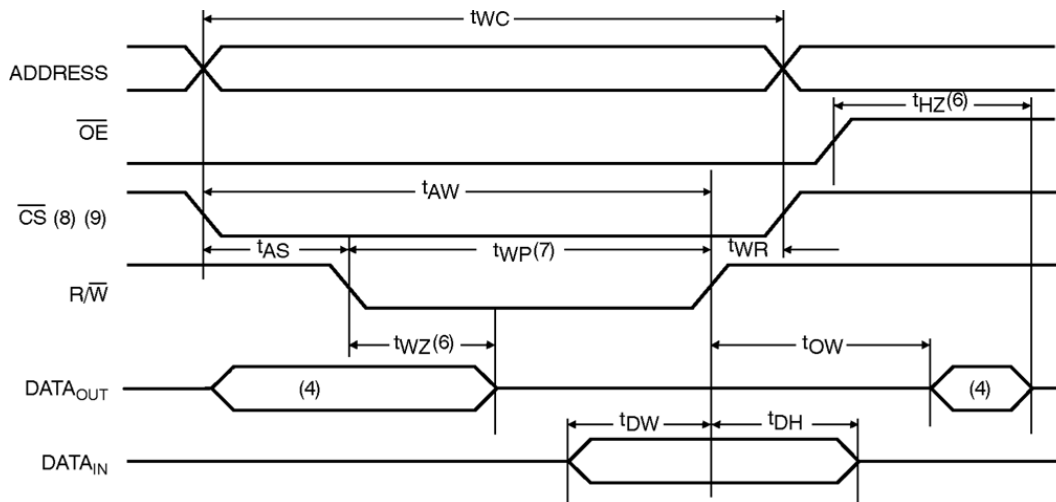 tWC
ADDRESS
tHZ(6)
OE
tAW
CS (8) (9)
tAS
tWP(7)
tWR
R/W
tWZ(6)
tOW
DATAOUT
(4)
(4)
tDW
tDH
DATAIN